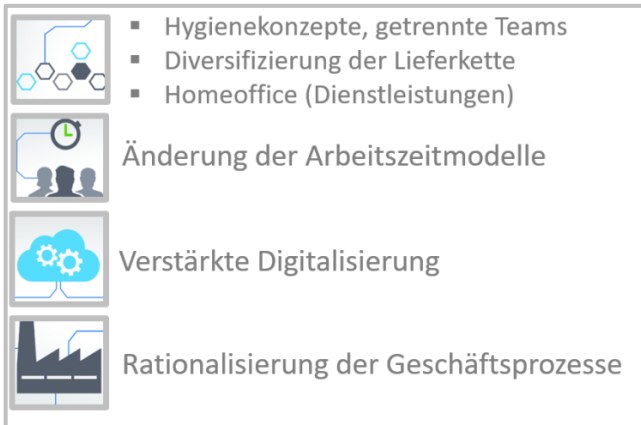 ▪ Hygienekonzepte, getrennte Teams
▪ Diversifizierung der Lieferkette
▪ Homeoffice (Dienstleistungen)
Änderung der Arbeitszeitmodelle
Verstärkte Digitalisierung
Rationalisierung der Geschäftsprozesse